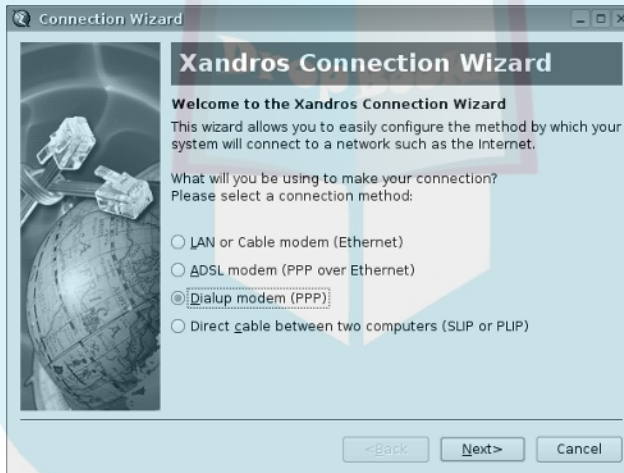 Connection Wizard
Xandros Connection Wizard
Welcome to the Xandros Connection Wizard
This wizard allows you to easily configure the method by which your
system will connect to a network such as the Internet.
What will you be using to make your connection?
Please select a connection method:
LAN or Cable modem (Ethernet)
ADSL modem (PPP over Ethernet)
Dialup modem (PPP)
Direct cable between two computers (SLIP or PLIP)
<Back
Next>
Cancel